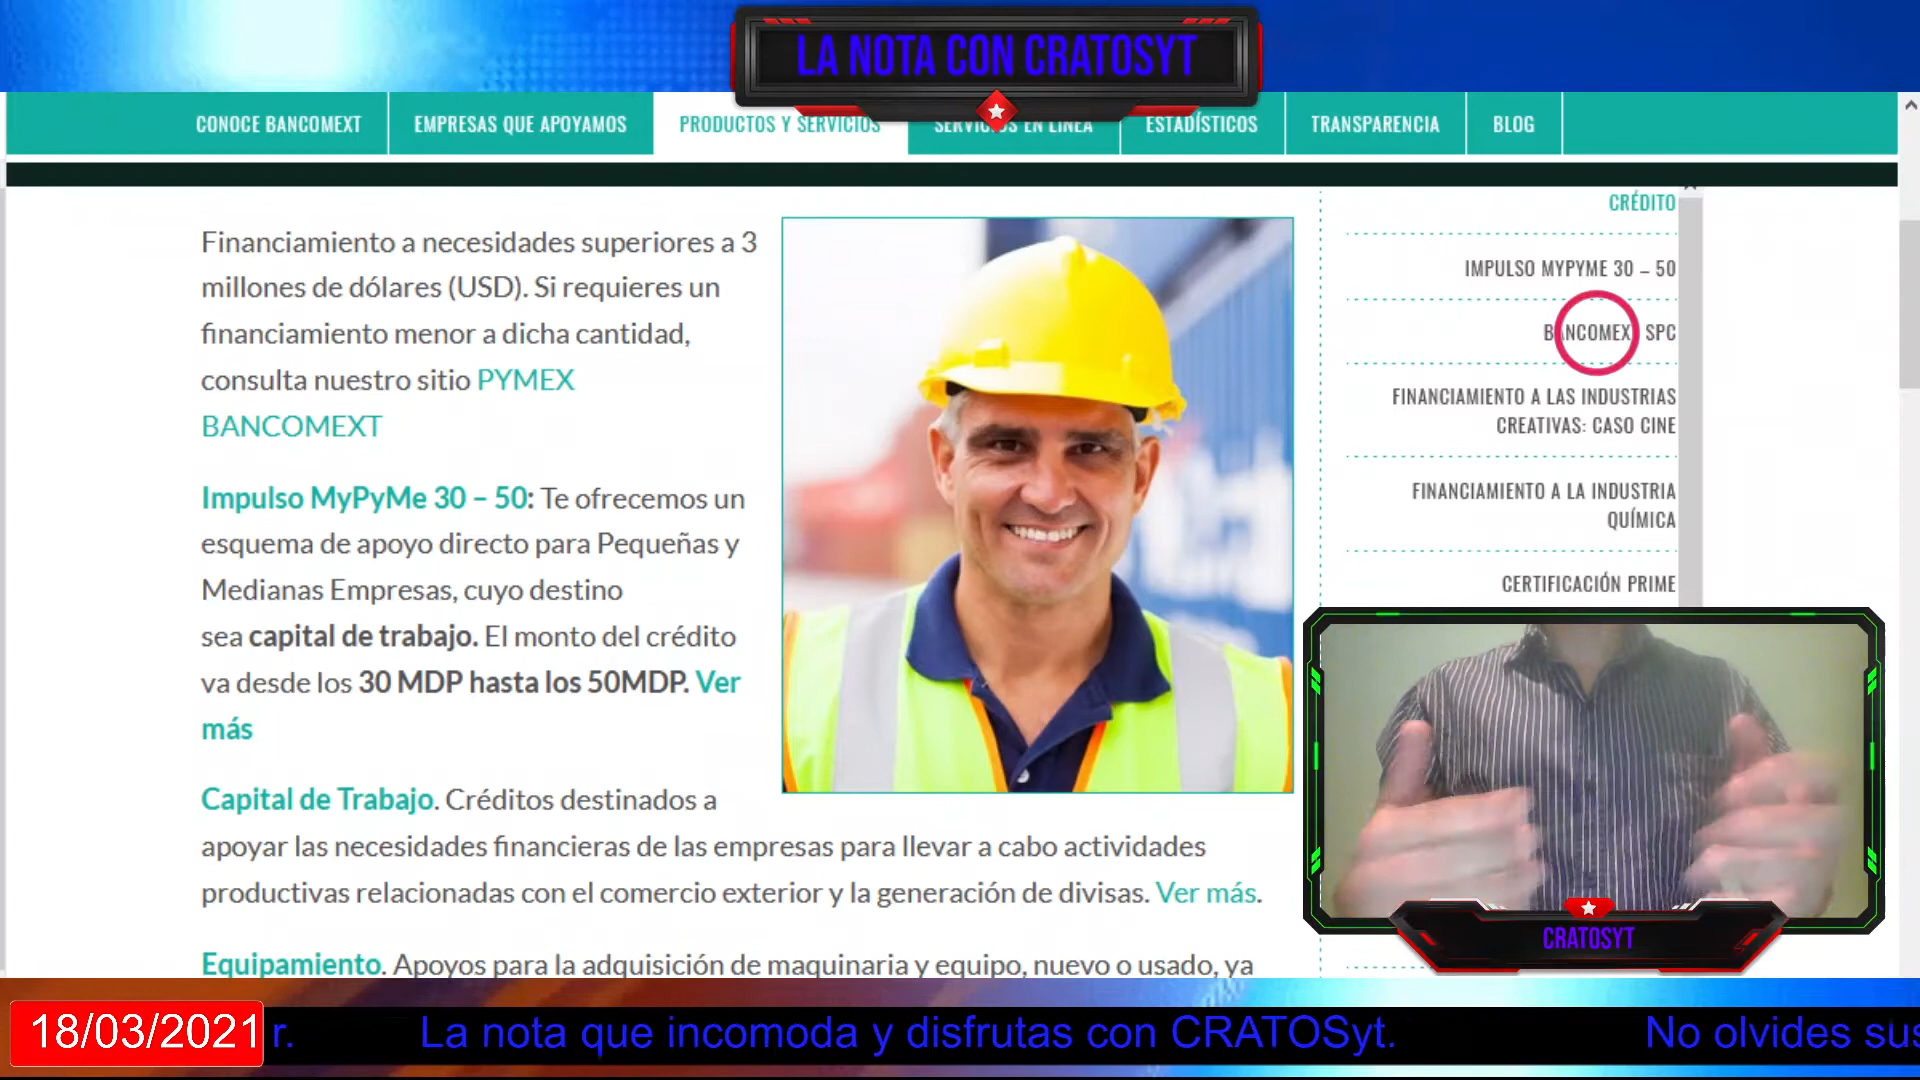 LA NOTA CON CRATOSYT
CONOCE BANCOMEXT
EMPRESAS QUE APOYAMOS
PRODUCTOS Y SERVICIOS
SERVICIOS EN LÍNEA
ESTADÍSTICOS
TRANSPARENCIA
BLOG
Financiamiento a necesidades superiores a 3
millones de dólares (USD). Si requieres un
financiamiento menor a dicha cantidad,
consulta nuestro sitio PYMEX
BANCOMEXT
Impulso MyPyMe 30 – 50: Te ofrecemos un
esquema de apoyo directo para Pequeñas y
Medianas Empresas, cuyo destino
sea capital de trabajo. El monto del crédito
va desde los 30 MDP hasta los 50MDP. Ver
más
Capital de Trabajo. Créditos destinados a
apoyar las necesidades financieras de las empresas para llevar a cabo actividades
productivas relacionadas con el comercio exterior y la generación de divisas. Ver más.
Equipamiento. Apoyos para la adquisición de maquinaria y equipo, nuevo o usado, ya
CRÉDITO
IMPULSO MYPYME 30 – 50
BANCOMEXT SPC
FINANCIAMIENTO A LAS INDUSTRIAS
CREATIVAS: CASO CINE
FINANCIAMIENTO A LA INDUSTRIA
QUÍMICA
CERTIFICACIÓN PRIME
CRATOSYT
18/03/2021 r. La nota que incomoda y disfrutas con CRATOSyt. No olvides sus